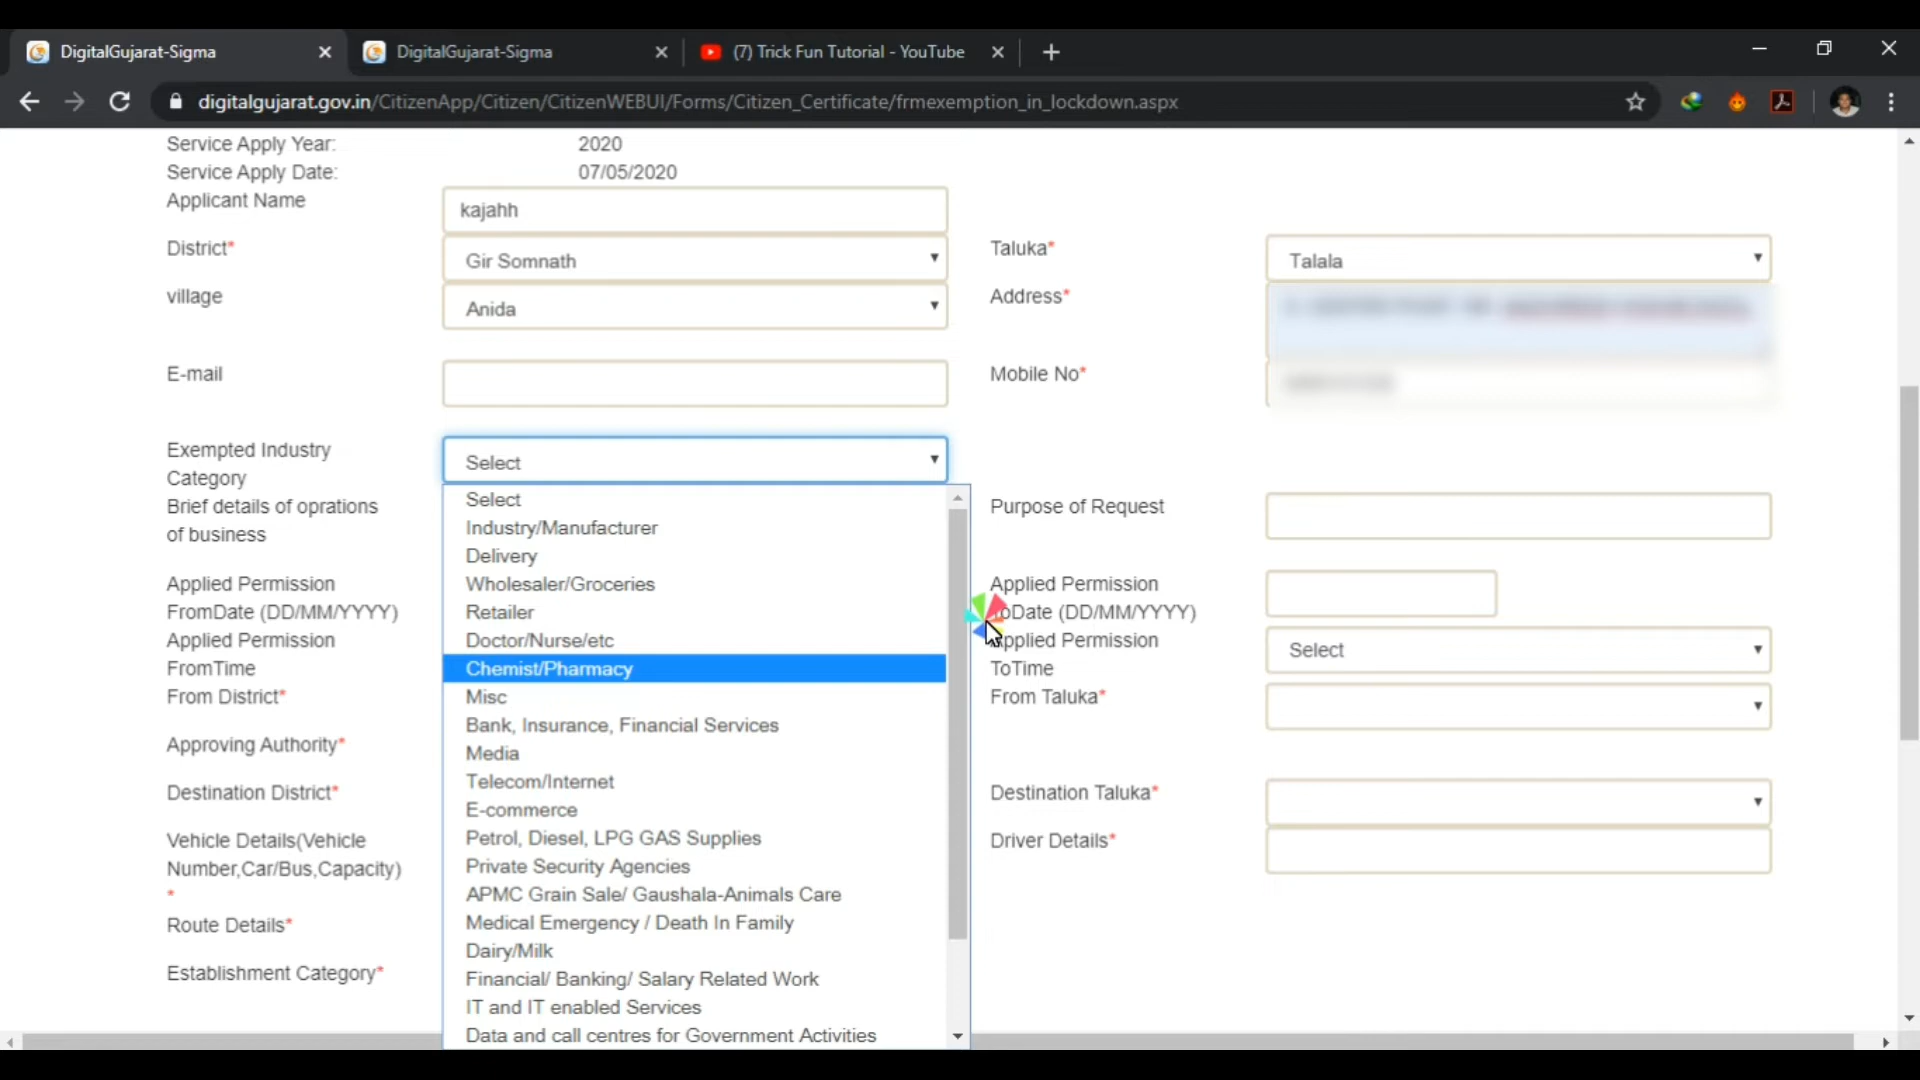 DigitalGujarat-Sigma
DigitalGujarat-Sigma
(7) Trick Fun Tutorial - YouTube
digitalgujarat.gov.in/CitizenApp/Citizen/CitizenWEBUI/Forms/Citizen_Certificate/frmexemption_in_lockdown.aspx
Service Apply Year: 2020
Service Apply Date: 07/05/2020
Applicant Name kajahh
District* Gir Somnath Taluka* Talala
village Anida Address*
E-mail Mobile No*
Exempted Industry
Category
Select
Brief details of oprations
of business
Purpose of Request
Applied Permission
FromDate (DD/MM/YYYY)
Applied Permission
ToDate (DD/MM/YYYY)
Applied Permission
FromTime
Applied Permission
ToTime
Select
From District* From Taluka*
Approving Authority*
Destination District* Destination Taluka*
Vehicle Details(Vehicle
Number,Car/Bus,Capacity)
*
Driver Details*
Route Details*
Establishment Category*
Select
Industry/Manufacturer
Delivery
Wholesaler/Groceries
Retailer
Doctor/Nurse/etc
Chemist/Pharmacy
Misc
Bank, Insurance, Financial Services
Media
Telecom/Internet
E-commerce
Petrol, Diesel, LPG GAS Supplies
Private Security Agencies
APMC Grain Sale/ Gaushala-Animals Care
Medical Emergency / Death In Family
Dairy/Milk
Financial/ Banking/ Salary Related Work
IT and IT enabled Services
Data and call centres for Government Activities